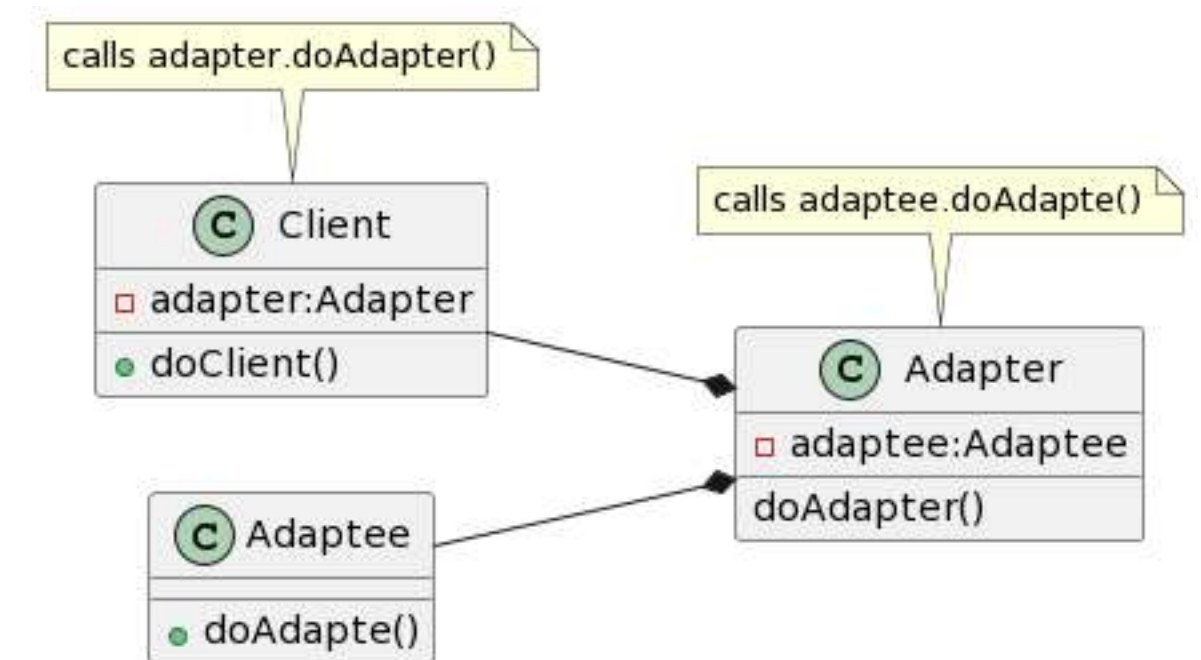 calls adapter.doAdapter()
C Client
adapter:Adapter
doClient()
calls adaptee.doAdapte()
C Adapter
adaptee:Adaptee
doAdapter()
C Adaptee
doAdapte()